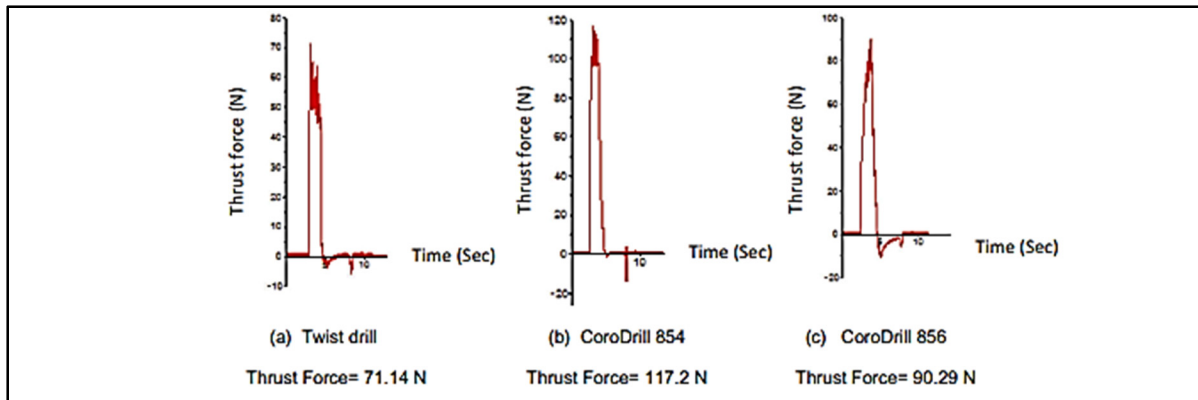 80
70
60
50
40
30
20
10
0
-10
Thrust force (N)
5
10
Time (Sec)
120
100
80
60
40
20
0
-20
Thrust force (N)
10
Time (Sec)
100
80
60
40
20
0
-20
Thrust force (N)
5
10
Time (Sec)
(a) Twist drill
(b) CoroDrill 854
(c) CoroDrill 856
Thrust Force= 71.14 N
Thrust Force= 117.2 N
Thrust Force= 90.29 N